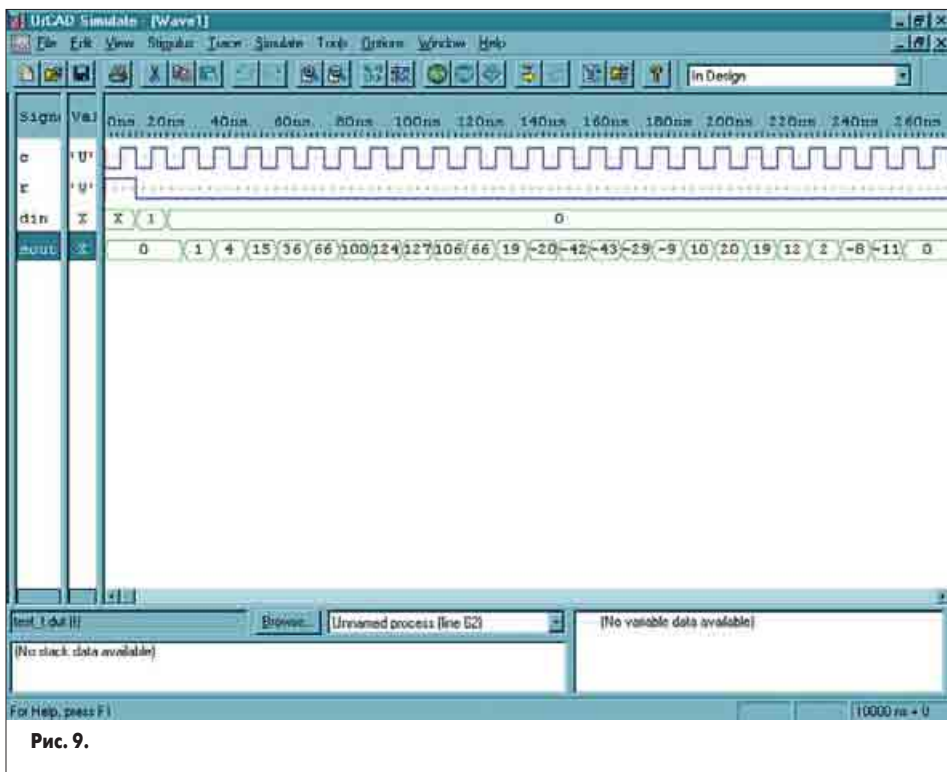 OrCAD Simulate - [Wave1]
File Edit View Stimulus Trace Simulate Tools Options Window Help
In Design
Signa Val 0ns 20ns 40ns 60ns 80ns 100ns 120ns 140ns 160ns 180ns 200ns 220ns 240ns 260ns
c 'U'
r 'U'
din X X 1 0
X 0 1 4 15 36 66 100 124 127 106 66 19 -20 -42 -43 -29 -9 10 20 19 12 2 -8 -11 0
Browse... Unnamed process (line 62) (No variable data available)
(No stack data available)
For Help, press F1 10000 ns + 0
Рис. 9.